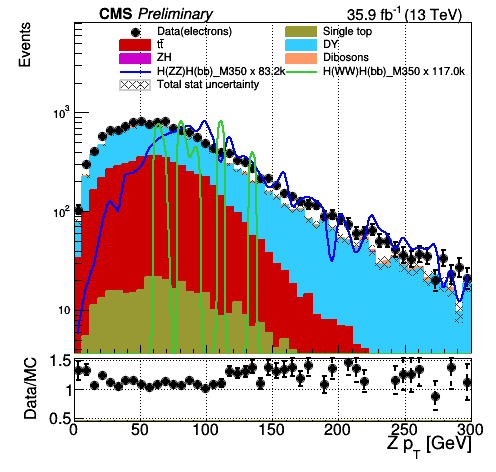 CMS Preliminary 35.9 fb⁻¹ (13 TeV)
Data(electrons) Single top
tt̄ DY
ZH Dibosons
H(ZZ)H(bb)_M350 x 83.2k H(WW)H(bb)_M350 x 117.0k
Total stat uncertainty
Events
10³
10²
10
Data/MC
1.5
1
0.5
0 50 100 150 200 250 300
Z p_T [GeV]